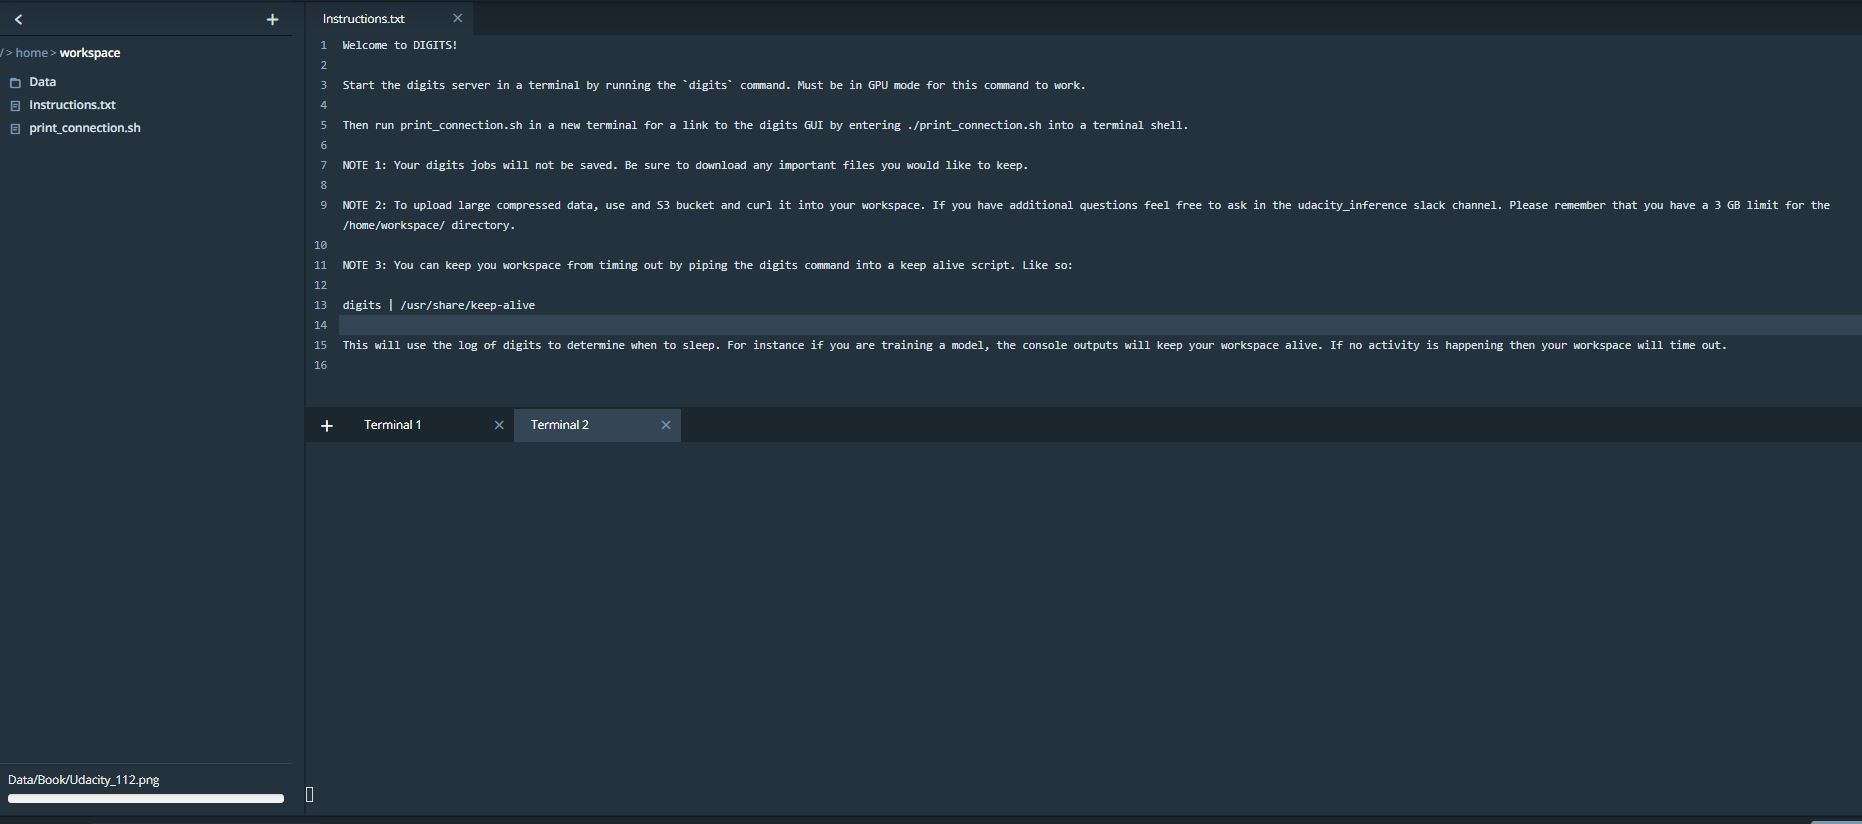 Instructions.txt
/ > home > workspace
Data
Instructions.txt
print_connection.sh
1 Welcome to DIGITS!
2
3 Start the digits server in a terminal by running the `digits` command. Must be in GPU mode for this command to work.
4
5 Then run print_connection.sh in a new terminal for a link to the digits GUI by entering ./print_connection.sh into a terminal shell.
6
7 NOTE 1: Your digits jobs will not be saved. Be sure to download any important files you would like to keep.
8
9 NOTE 2: To upload large compressed data, use and S3 bucket and curl it into your workspace. If you have additional questions feel free to ask in the udacity_inference slack channel. Please remember that you have a 3 GB limit for the
/home/workspace/ directory.
10
11 NOTE 3: You can keep you workspace from timing out by piping the digits command into a keep alive script. Like so:
12
13 digits | /usr/share/keep-alive
14
15 This will use the log of digits to determine when to sleep. For instance if you are training a model, the console outputs will keep your workspace alive. If no activity is happening then your workspace will time out.
16
Terminal 1
Terminal 2
Data/Book/Udacity_112.png